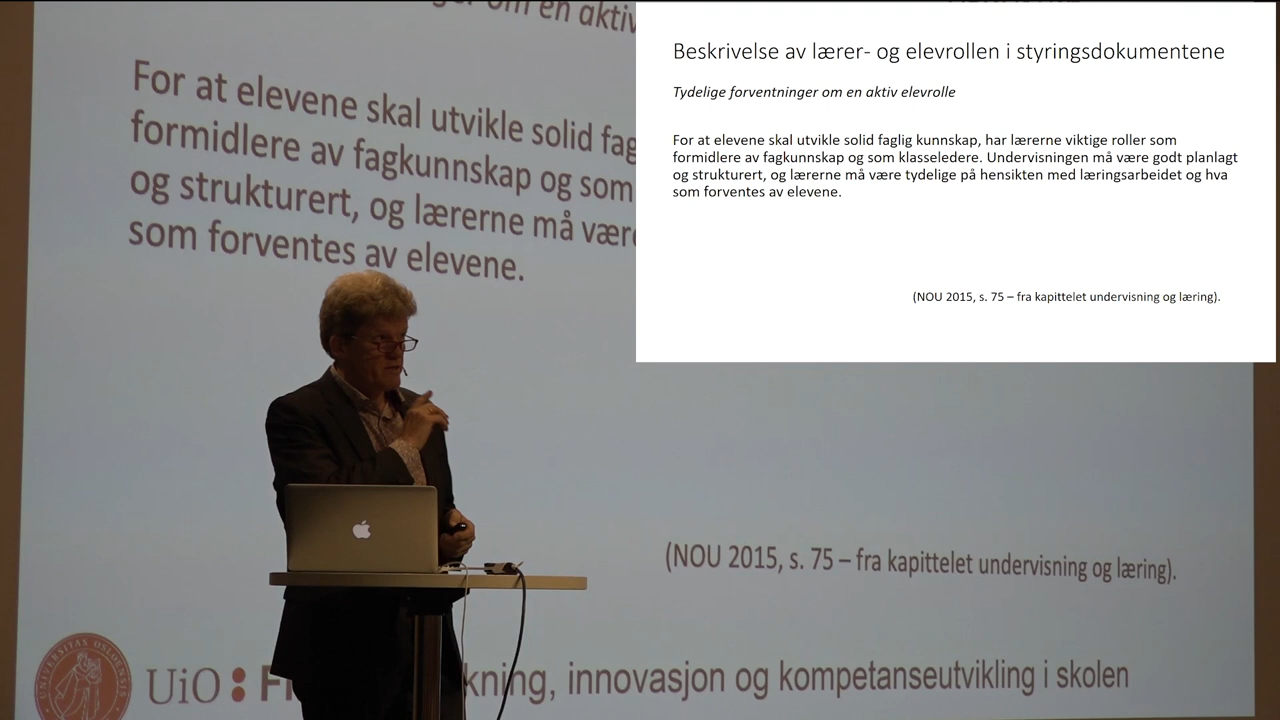 om en aktiv
For at elevene skal utvikle solid fag
formidlere av fagkunnskap og som
og strukturert, og lærerne må være
som forventes av elevene.
(NOU 2015, s. 75 – fra kapittelet undervisning og læring).
UNIVERSITAS OSLOENSIS
UiO: F kning, innovasjon og kompetanseutvikling i skolen
Beskrivelse av lærer- og elevrollen i styringsdokumentene
Tydelige forventninger om en aktiv elevrolle
For at elevene skal utvikle solid faglig kunnskap, har lærerne viktige roller som
formidlere av fagkunnskap og som klasseledere. Undervisningen må være godt planlagt
og strukturert, og lærerne må være tydelige på hensikten med læringsarbeidet og hva
som forventes av elevene.
(NOU 2015, s. 75 – fra kapittelet undervisning og læring).